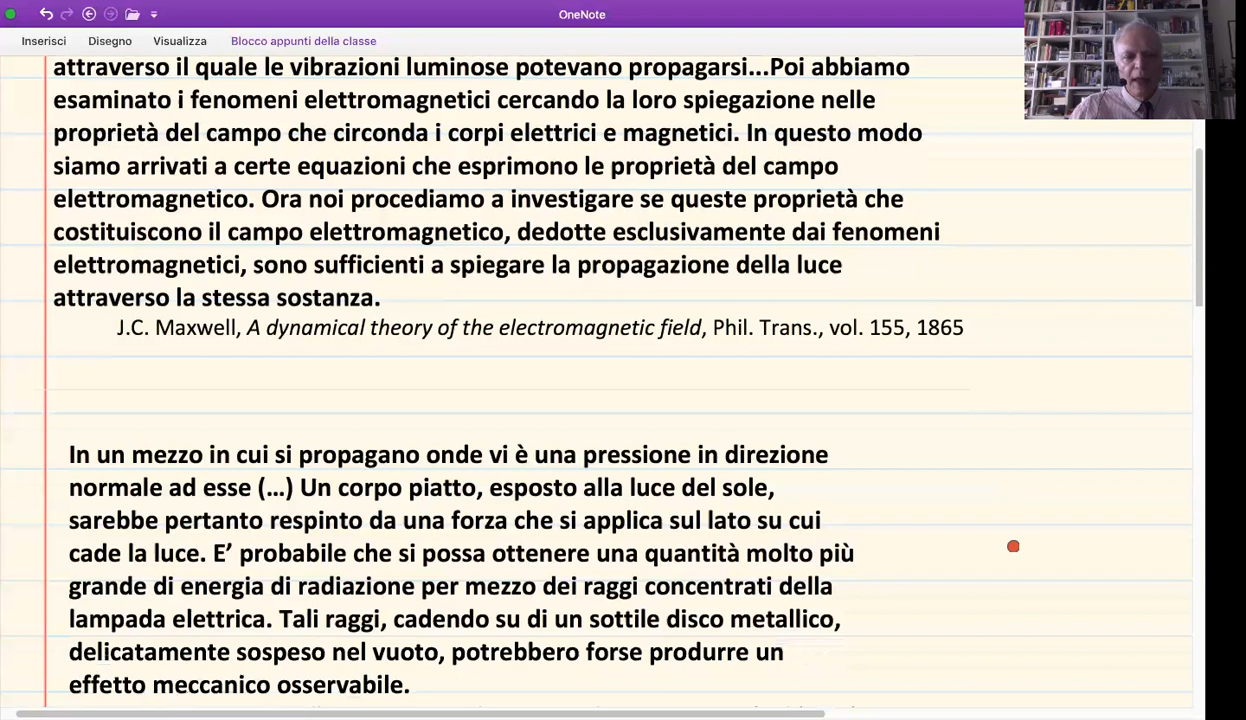 OneNote
Inserisci Disegno Visualizza Blocco appunti della classe
attraverso il quale le vibrazioni luminose potevano propagarsi...Poi abbiamo
esaminato i fenomeni elettromagnetici cercando la loro spiegazione nelle
proprietà del campo che circonda i corpi elettrici e magnetici. In questo modo
siamo arrivati a certe equazioni che esprimono le proprietà del campo
elettromagnetico. Ora noi procediamo a investigare se queste proprietà che
costituiscono il campo elettromagnetico, dedotte esclusivamente dai fenomeni
elettromagnetici, sono sufficienti a spiegare la propagazione della luce
attraverso la stessa sostanza.
J.C. Maxwell, A dynamical theory of the electromagnetic field, Phil. Trans., vol. 155, 1865
In un mezzo in cui si propagano onde vi è una pressione in direzione
normale ad esse (...) Un corpo piatto, esposto alla luce del sole,
sarebbe pertanto respinto da una forza che si applica sul lato su cui
cade la luce. E’ probabile che si possa ottenere una quantità molto più
grande di energia di radiazione per mezzo dei raggi concentrati della
lampada elettrica. Tali raggi, cadendo su di un sottile disco metallico,
delicatamente sospeso nel vuoto, potrebbero forse produrre un
effetto meccanico osservabile.